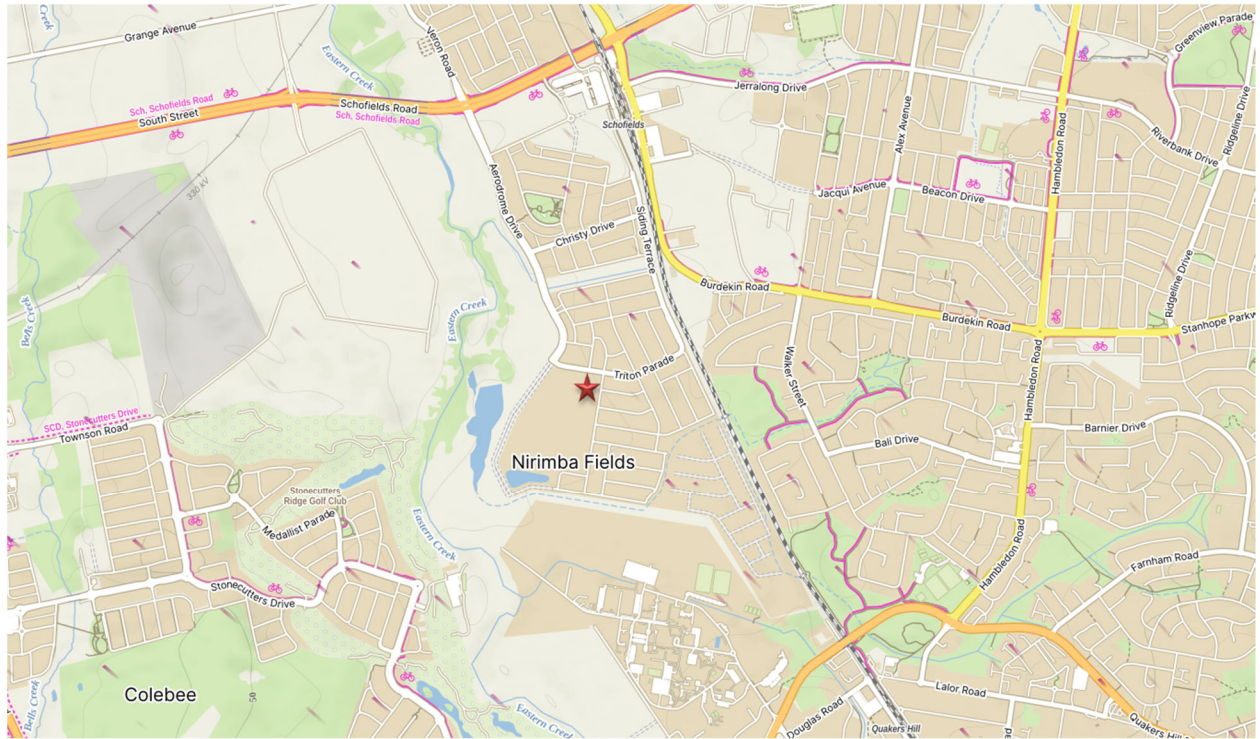 Creek
Grange Avenue
Veron Road
Eastern Creek
Greenview Parade
Sch, Schofields Road
South Street
Schofields Road
Sch, Schofields Road
Jerralong Drive
Schofields
Alex Avenue
Hambledon Road
Riverbank Drive
Ridgeline Drive
330 kV
Aerodrome Drive
Jacqui Avenue
Beacon Drive
Christy Drive
Siding Terrace
Burdekin Road
Ridgeline Drive
Bells Creek
Eastern Creek
Burdekin Road
Stanhope Parkw
Triton Parade
Walker Street
Hambledon Road
SCD, Stonecutters Drive
Townson Road
Barnier Drive
Bali Drive
Nirimba Fields
Stonecutters
Ridge Golf Club
Medallist Parade
Eastern Creek
Hambledon Road
Farnham Road
Stonecutters Drive
Colebee
50
Bells Creek
Eastern Creek
Lalor Road
Douglas Road
Quakers Hill
Quakers Hill